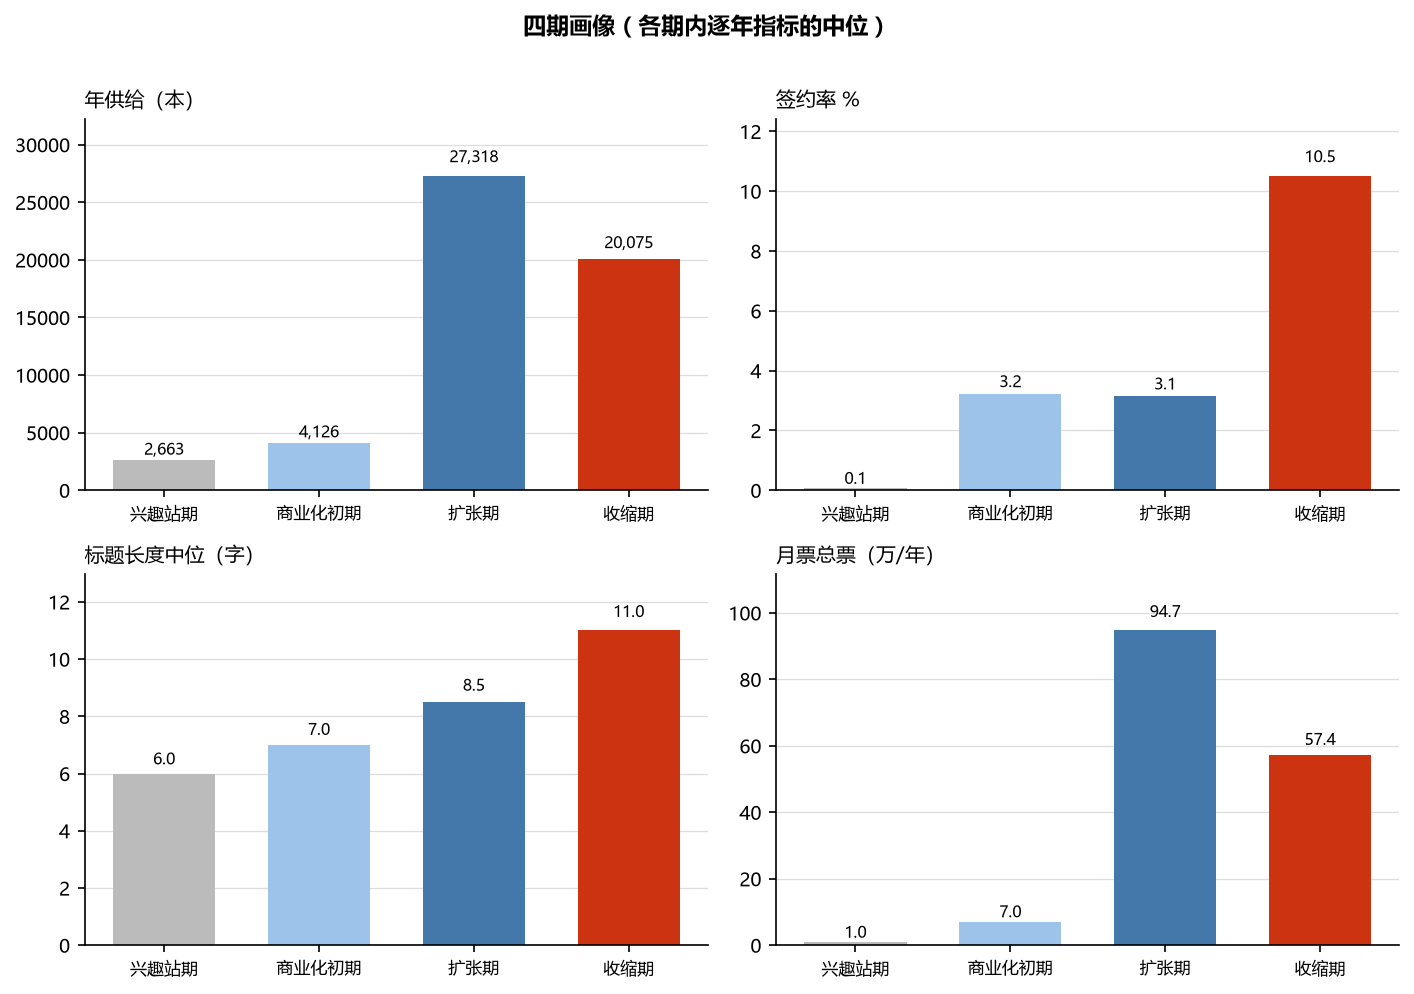 四期画像（各期内逐年指标的中位）
年供给（本）
30000
25000
20000
15000
10000
5000
0
2,663
4,126
27,318
20,075
兴趣站期
商业化初期
扩张期
收缩期
签约率 %
12
10
8
6
4
2
0
0.1
3.2
3.1
10.5
兴趣站期
商业化初期
扩张期
收缩期
标题长度中位（字）
12
10
8
6
4
2
0
6.0
7.0
8.5
11.0
兴趣站期
商业化初期
扩张期
收缩期
月票总票（万/年）
100
80
60
40
20
0
1.0
7.0
94.7
57.4
兴趣站期
商业化初期
扩张期
收缩期